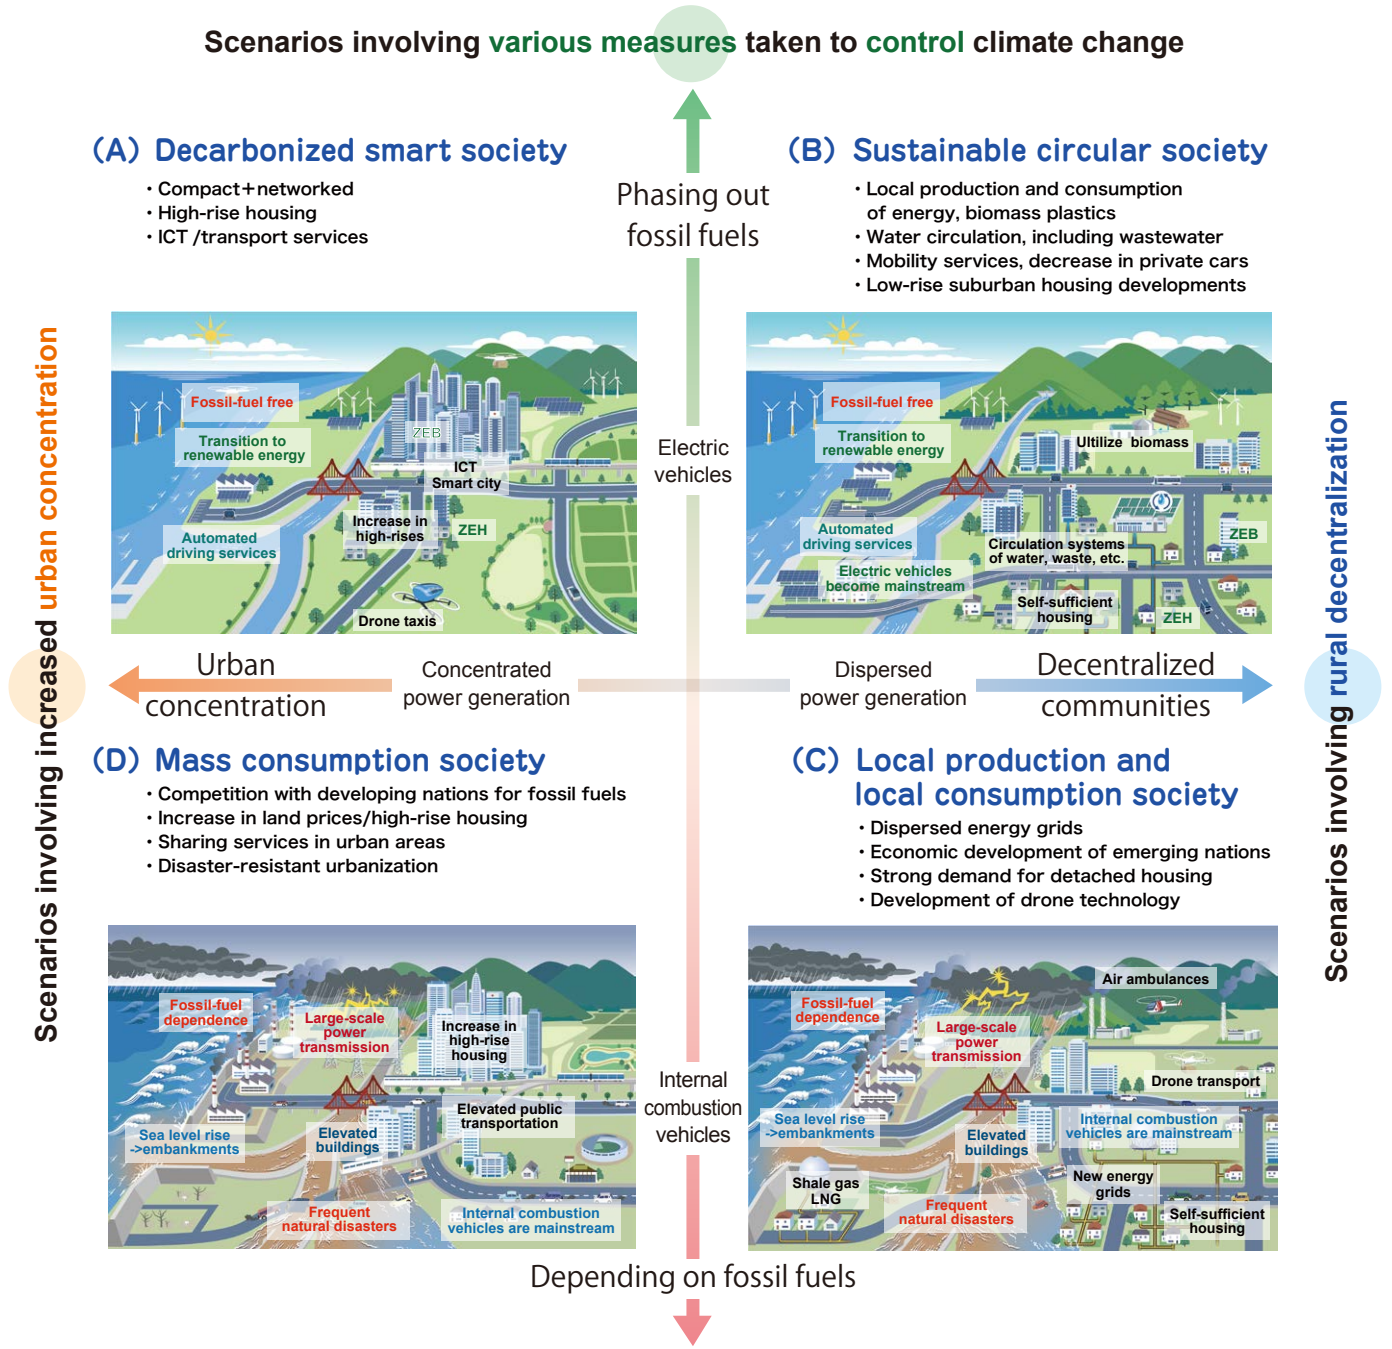 Scenarios involving various measures taken to control climate change
(A) Decarbonized smart society
・Compact+networked
・High-rise housing
・ICT /transport services
Phasing out
fossil fuels
(B) Sustainable circular society
・Local production and consumption
of energy, biomass plastics
・Water circulation, including wastewater
・Mobility services, decrease in private cars
・Low-rise suburban housing developments
Scenarios involving increased urban concentration
Fossil-fuel free
Transition to
renewable energy
ZEB
ICT
Smart city
Increase in
high-rises
ZEH
Automated
driving services
Drone taxis
Electric
vehicles
Fossil-fuel free
Transition to
renewable energy
Ultilize biomass
Automated
driving services
Circulation systems
of water, waste, etc.
ZEB
Electric vehicles
become mainstream
Self-sufficient
housing
ZEH
Scenarios involving rural decentralization
Urban
concentration
Concentrated
power generation
Dispersed
power generation
Decentralized
communities
(D) Mass consumption society
・Competition with developing nations for fossil fuels
・Increase in land prices/high-rise housing
・Sharing services in urban areas
・Disaster-resistant urbanization
(C) Local production and
local consumption society
・Dispersed energy grids
・Economic development of emerging nations
・Strong demand for detached housing
・Development of drone technology
Fossil-fuel
dependence
Large-scale
power
transmission
Increase in
high-rise
housing
Elevated public
transportation
Sea level rise
->embankments
Elevated
buildings
Frequent
natural disasters
Internal combustion
vehicles are mainstream
Internal
combustion
vehicles
Air ambulances
Fossil-fuel
dependence
Large-scale
power
transmission
Drone transport
Sea level rise
->embankments
Elevated
buildings
Internal combustion
vehicles are mainstream
Shale gas
LNG
New energy
grids
Frequent
natural disasters
Self-sufficient
housing
Depending on fossil fuels